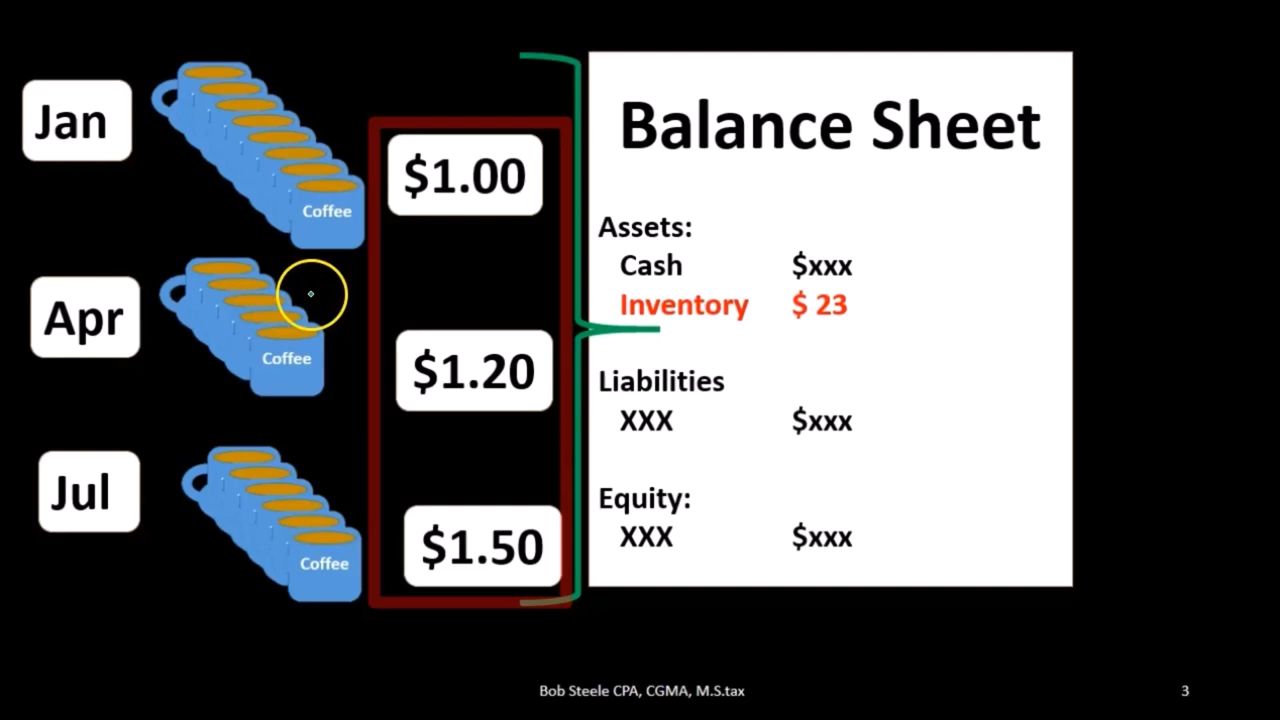 Jan
Coffee
$1.00
Apr
Coffee
$1.20
Jul
Coffee
$1.50
Balance Sheet
Assets:
Cash $xxx
Inventory $ 23
Liabilities
XXX $xxx
Equity:
XXX $xxx
Bob Steele CPA, CGMA, M.S.tax
3